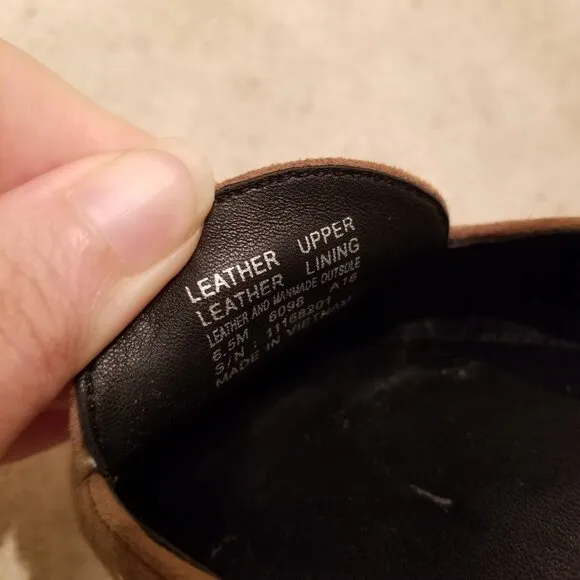 LEATHER UPPER
LEATHER LINING
LEATHER AND MANMADE OUTSOLE
6.5M 6098 A16
S/N : 11168201
MADE IN VIETNAM